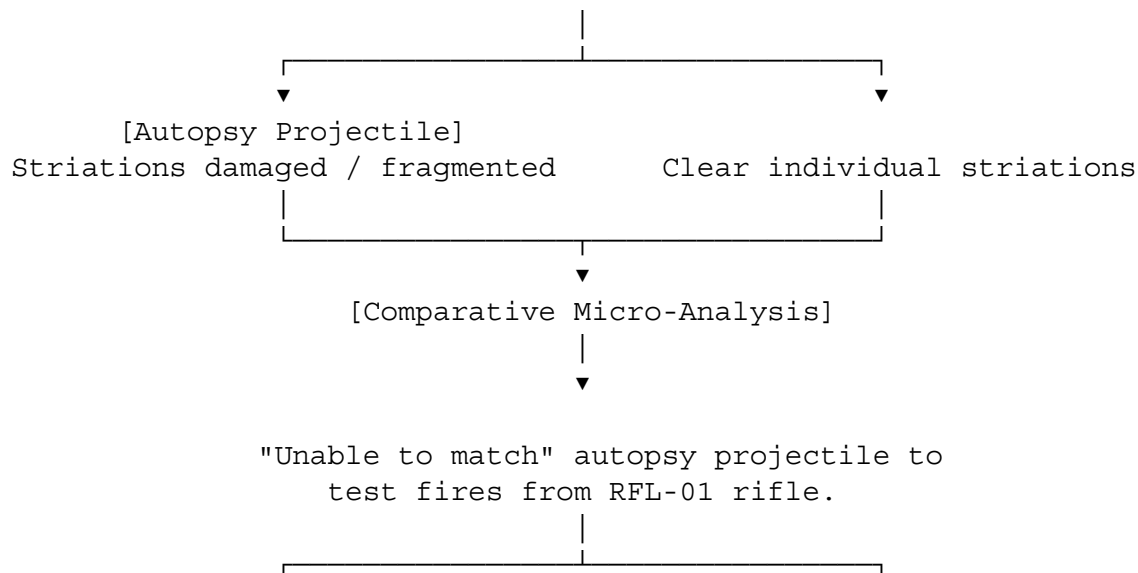 [Autopsy Projectile]
Striations damaged / fragmented Clear individual striations
[Comparative Micro-Analysis]
"Unable to match" autopsy projectile to
test fires from RFL-01 rifle.